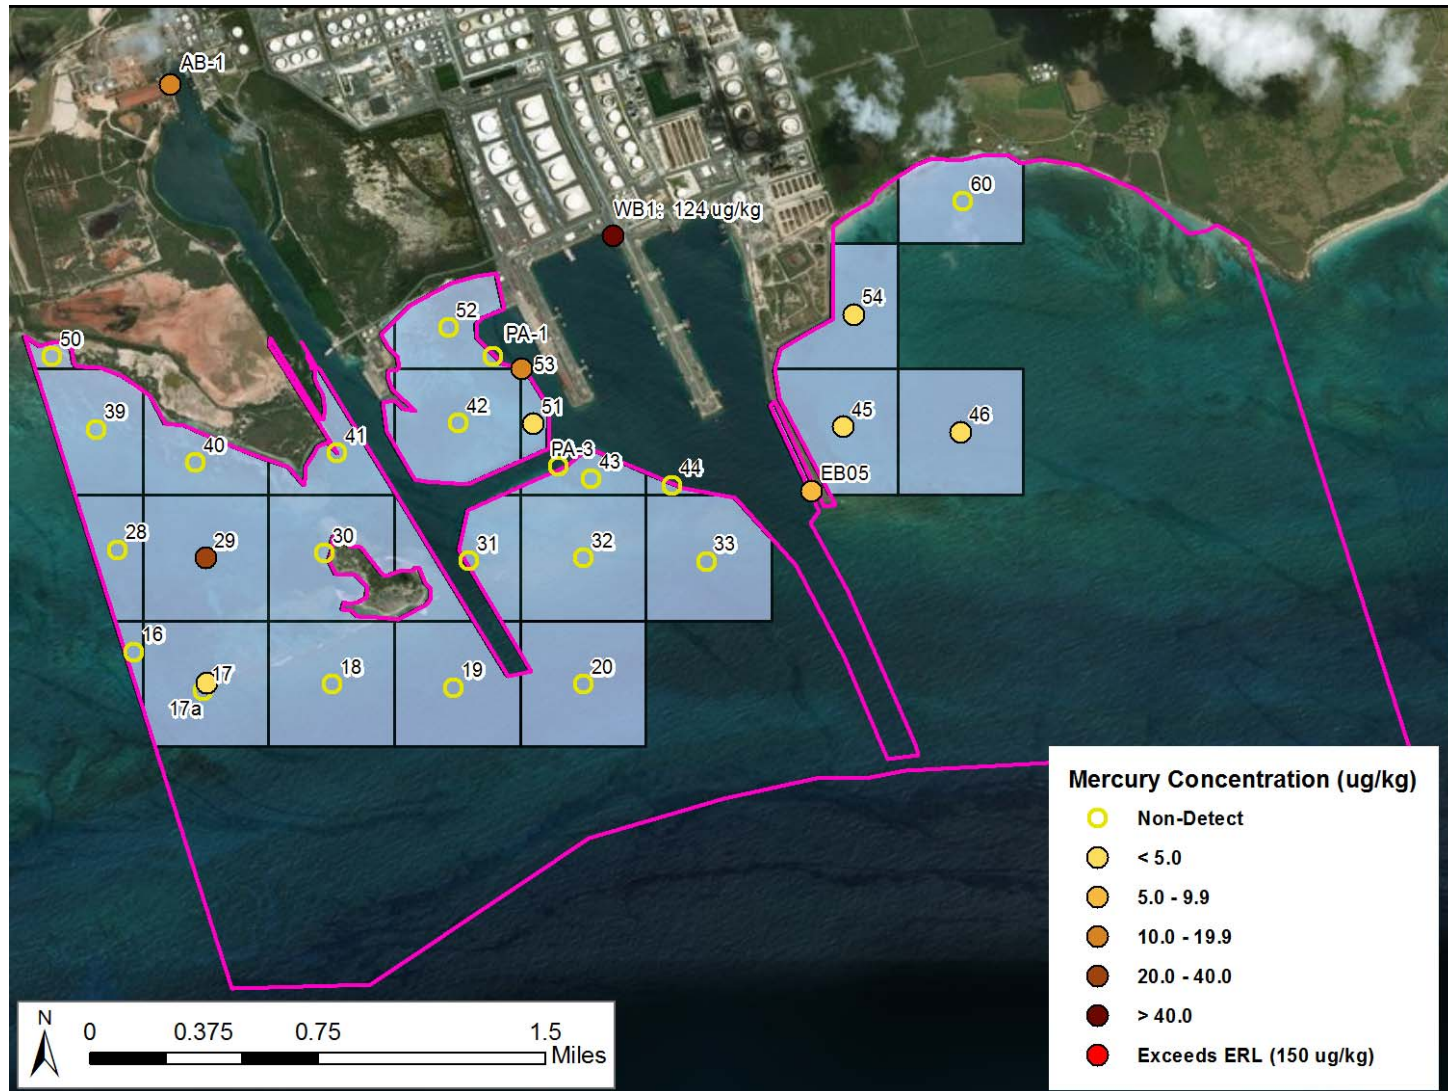 AB-1
WB1: 124 ug/kg
60
54
52
PA-1
50
53
39
42
51
45
46
40
41
PA-3
43
44
EB05
28
29
30
31
32
33
16
17
18
19
20
17a
Mercury Concentration (ug/kg)
Non-Detect
< 5.0
5.0 - 9.9
10.0 - 19.9
20.0 - 40.0
> 40.0
Exceeds ERL (150 ug/kg)
N
0 0.375 0.75 1.5
Miles